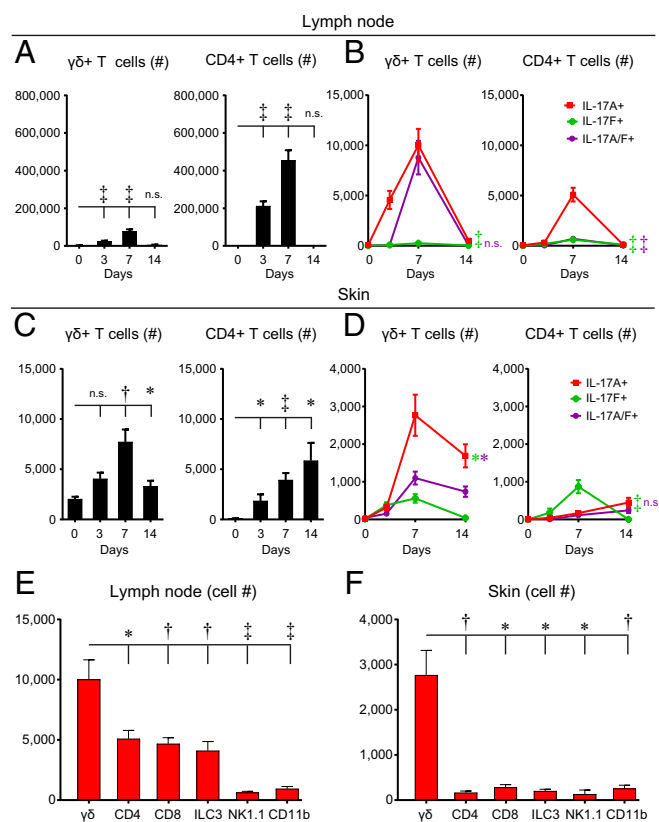 Lymph node
A
γδ+ T cells (#)
CD4+ T cells (#)
B
γδ+ T cells (#)
CD4+ T cells (#)
800,000
600,000
400,000
200,000
0
‡ ‡ n.s.
0 3 7 14
Days
800,000
600,000
400,000
200,000
0
‡ ‡ n.s.
0 3 7 14
Days
15,000
10,000
5,000
0
‡ n.s.
0 7 14
Days
15,000
10,000
5,000
0
IL-17A+
IL-17F+
IL-17A/F+
‡ ‡
0 7 14
Days
Skin
C
γδ+ T cells (#)
CD4+ T cells (#)
D
γδ+ T cells (#)
CD4+ T cells (#)
15,000
10,000
5,000
0
n.s. † *
0 3 7 14
Days
15,000
10,000
5,000
0
* ‡ *
0 3 7 14
Days
4,000
3,000
2,000
1,000
0
**
0 7 14
Days
4,000
3,000
2,000
1,000
0
IL-17A+
IL-17F+
IL-17A/F+
‡ n.s
0 7 14
Days
E
Lymph node (cell #)
15,000
10,000
5,000
0
* † † ‡ ‡
γδ CD4 CD8 ILC3 NK1.1 CD11b
F
Skin (cell #)
4,000
3,000
2,000
1,000
0
† * * * †
γδ CD4 CD8 ILC3 NK1.1 CD11b